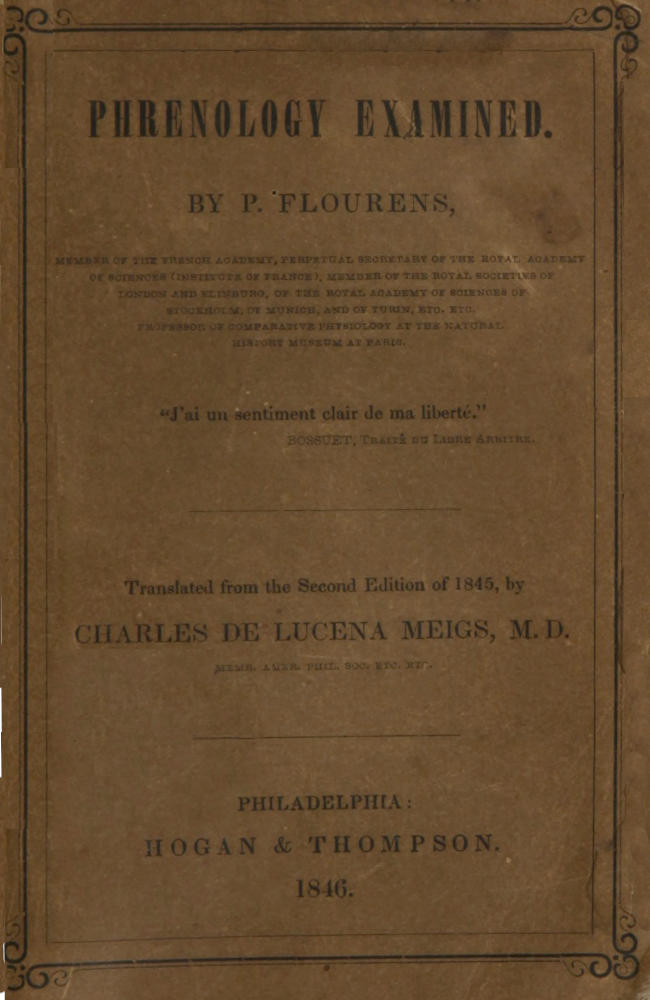 PHRENOLOGY EXAMINED.
BY P. FLOURENS,
MEMBER OF THE FRENCH ACADEMY, PERPETUAL SECRETARY OF THE ROYAL ACADEMY
OF SCIENCES (INSTITUTE OF FRANCE), MEMBER OF THE ROYAL SOCIETIES OF
LONDON AND EDINBURG, OF THE ROYAL ACADEMY OF SCIENCES OF
STOCKHOLM, OF MUNICH, AND OF TURIN, ETC. ETC.
PROFESSOR OF COMPARATIVE PHYSIOLOGY AT THE NATURAL
HISTORY MUSEUM AT PARIS.
“J'ai un sentiment clair de ma liberté.”
BOSSUET, TRAITÉ DU LIBRE ARBITRE.
Translated from the Second Edition of 1845, by
CHARLES DE LUCENA MEIGS, M. D.
MEMB. AMER. PHIL. SOC. ETC. ETC.
PHILADELPHIA:
HOGAN & THOMPSON.
1846.